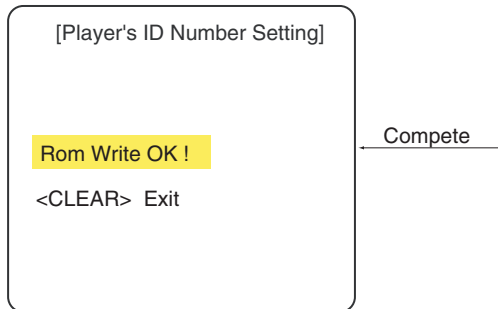 [Player's ID Number Setting]
Compete
Rom Write OK !
<CLEAR> Exit